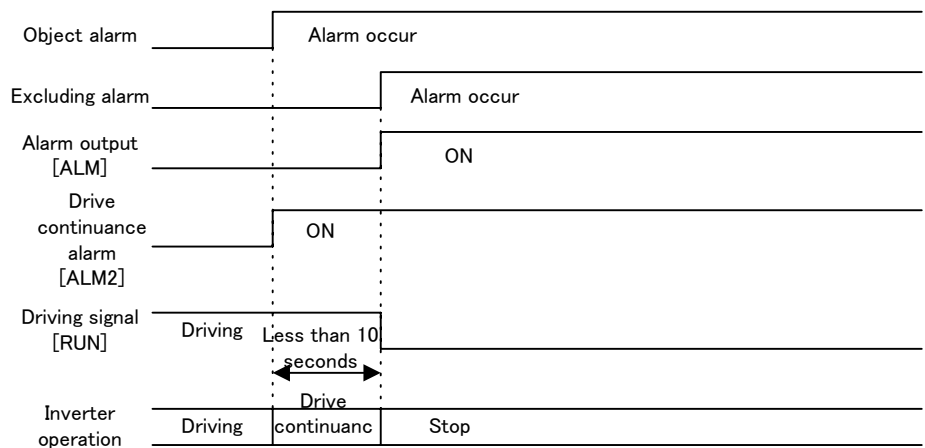 Object alarm
Alarm occur
Excluding alarm
Alarm occur
Alarm output
[ALM]
ON
Drive
continuance
alarm
[ALM2]
ON
Driving signal
[RUN]
Driving
Less than 10
seconds
Inverter
operation
Driving
Drive
continuanc
Stop